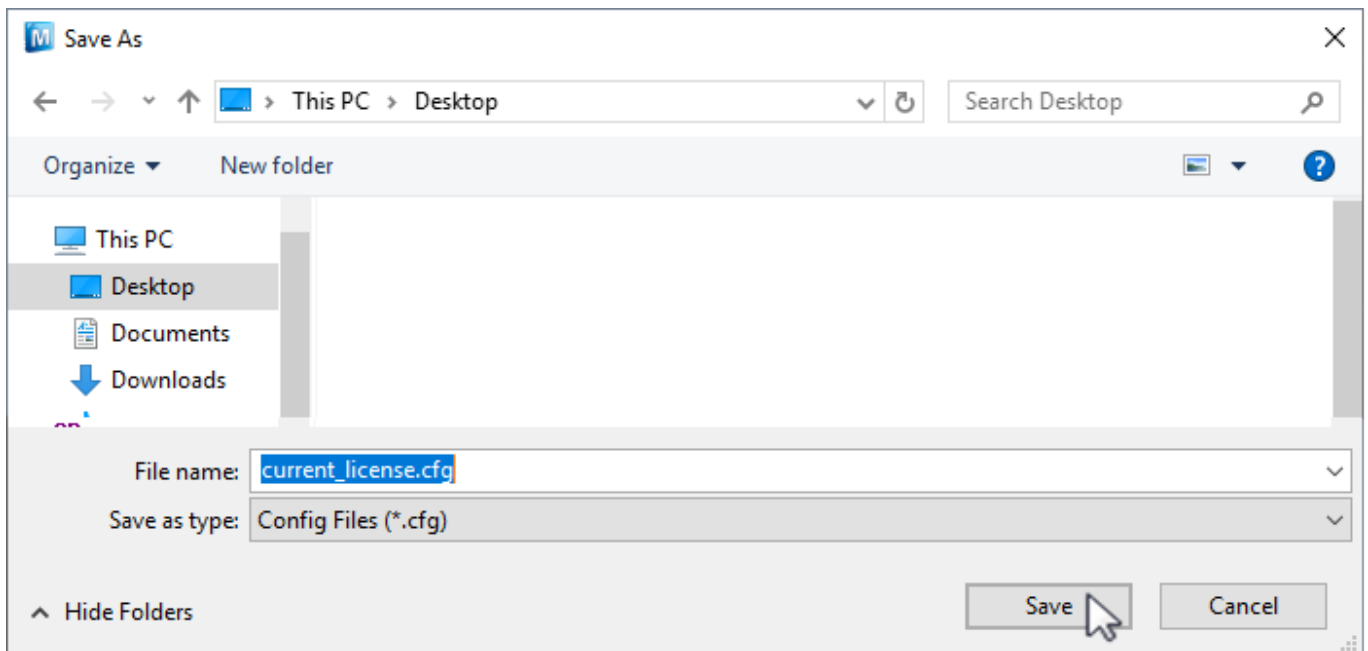 M Save As
This PC > Desktop
Search Desktop
Organize
New folder
?
This PC
Desktop
Documents
Downloads
File name: current_license.cfg
Save as type: Config Files (*.cfg)
Hide Folders
Save
Cancel